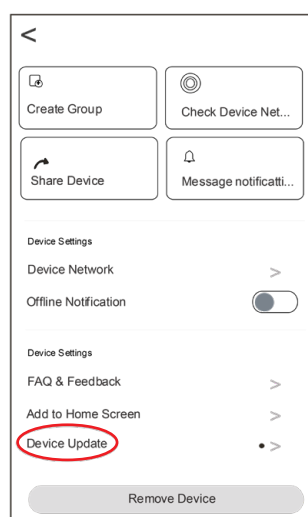 <
Create Group
Check Device Net...
Share Device
Message notificatti...
Device Settings
Device Network >
Offline Notification
Device Settings
FAQ & Feedback >
Add to Home Screen >
Device Update • >
Remove Device